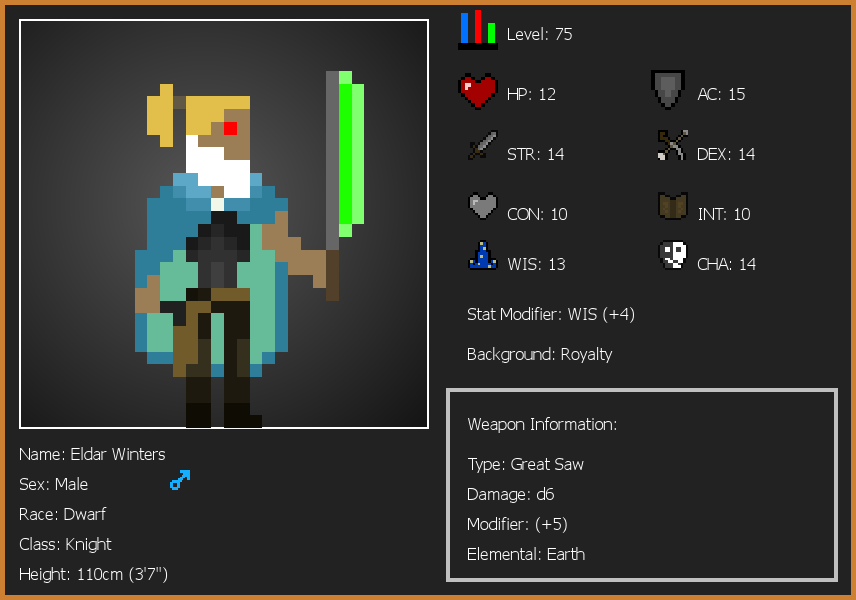 Level: 75
HP: 12
AC: 15
STR: 14
DEX: 14
CON: 10
INT: 10
WIS: 13
CHA: 14
Stat Modifier: WIS (+4)
Background: Royalty
Weapon Information:
Type: Great Saw
Damage: d6
Modifier: (+5)
Elemental: Earth
Name: Eldar Winters
Sex: Male
Race: Dwarf
Class: Knight
Height: 110cm (3'7")